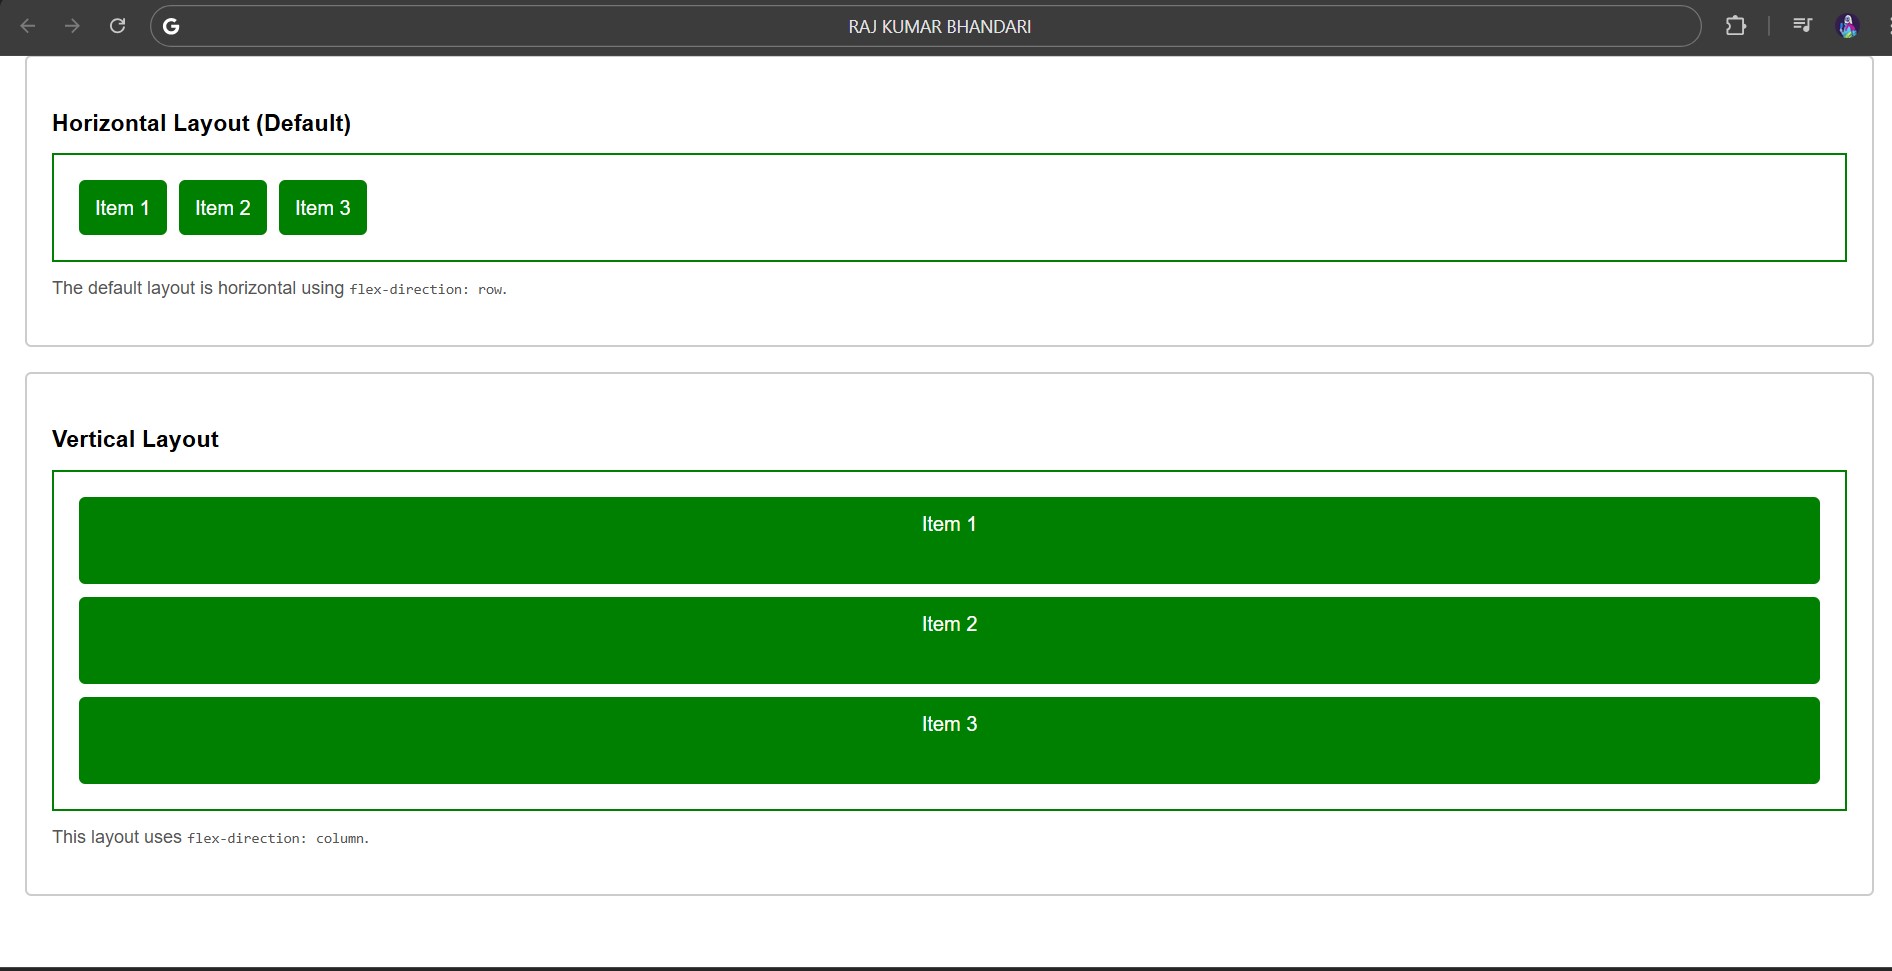 RAJ KUMAR BHANDARI
Horizontal Layout (Default)
Item 1 Item 2 Item 3
The default layout is horizontal using flex-direction: row.
Vertical Layout
Item 1
Item 2
Item 3
This layout uses flex-direction: column.